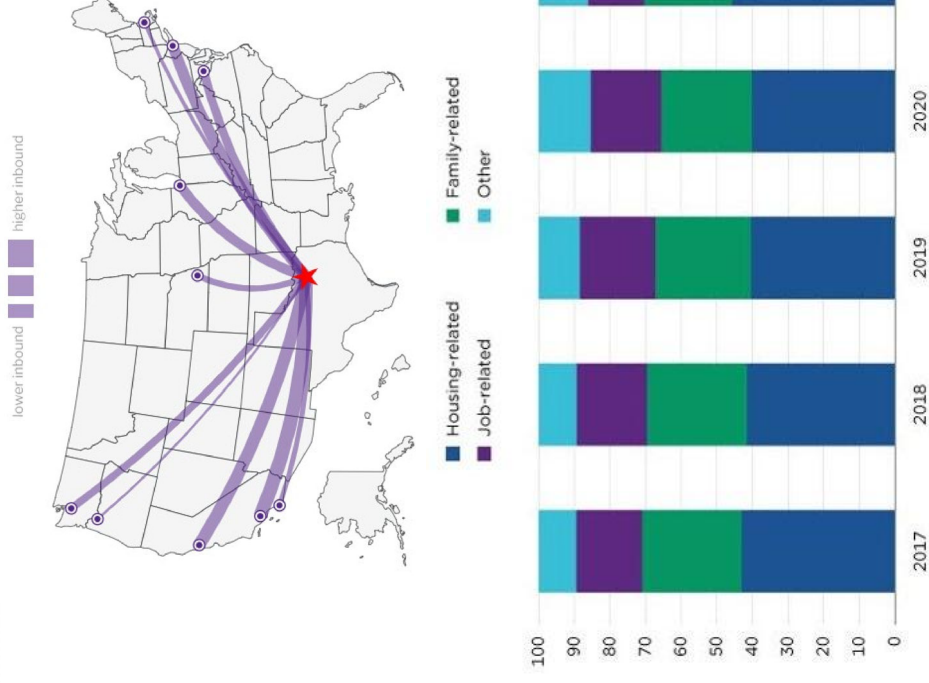 lower inbound higher inbound
Housing-related Family-related
Job-related Other
100
90
80
70
60
50
40
30
20
10
0
2017 2018 2019 2020